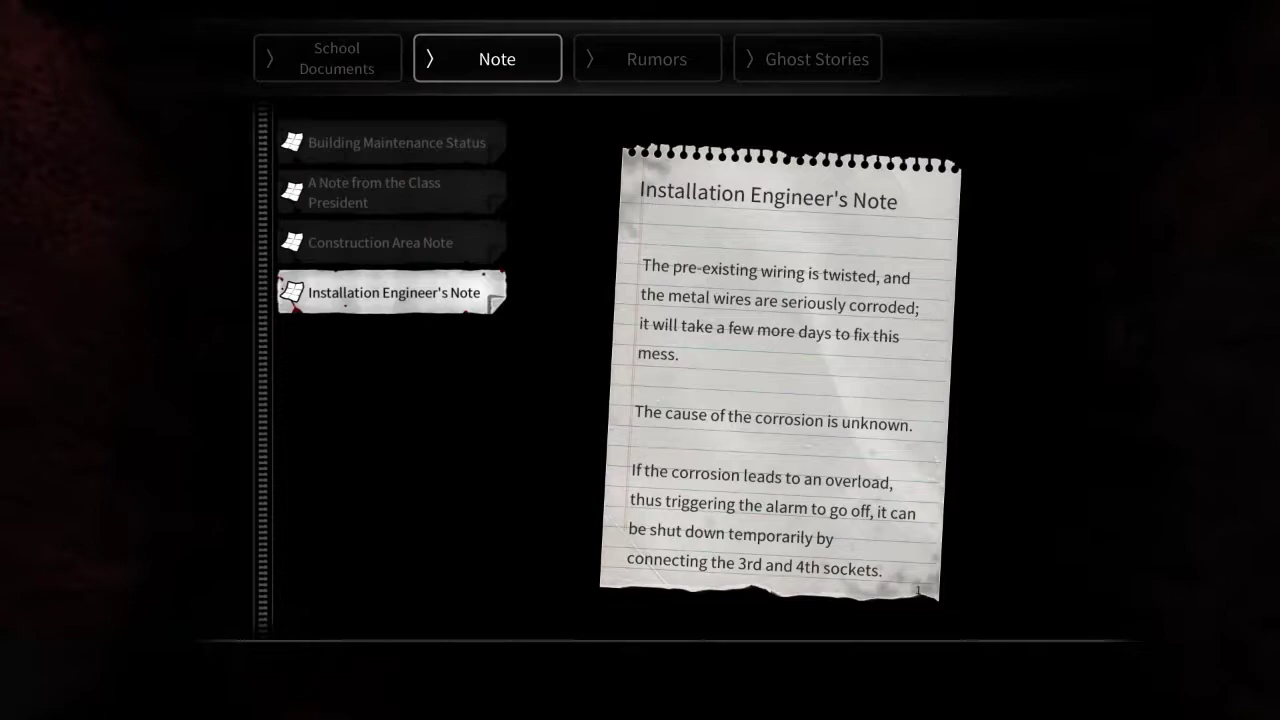 School
Documents
Note
Rumors
Ghost Stories
Building Maintenance Status
A Note from the Class
President
Construction Area Note
Installation Engineer's Note
Installation Engineer's Note
The pre-existing wiring is twisted, and
the metal wires are seriously corroded;
it will take a few more days to fix this
mess.
The cause of the corrosion is unknown.
If the corrosion leads to an overload,
thus triggering the alarm to go off, it can
be shut down temporarily by
connecting the 3rd and 4th sockets.
1